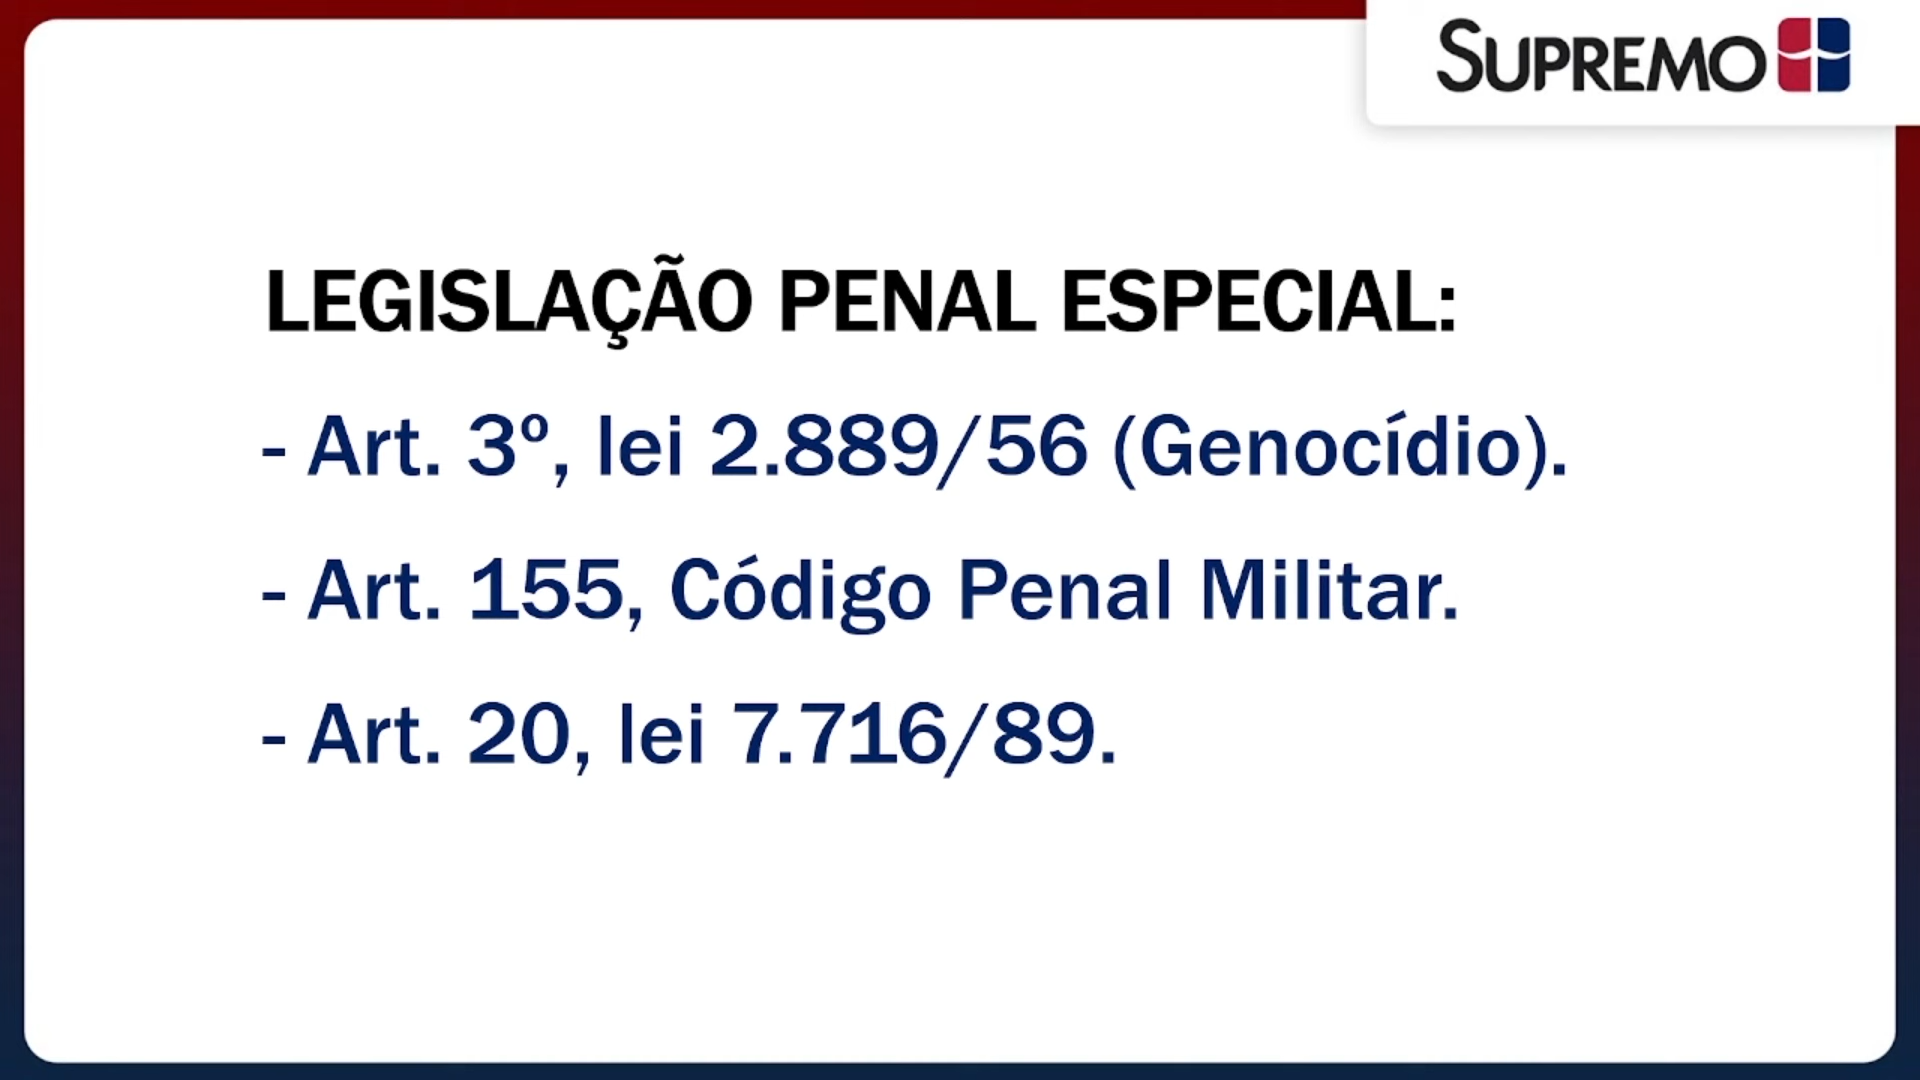 SUPREMO
LEGISLAÇÃO PENAL ESPECIAL:
- Art. 3º, lei 2.889/56 (Genocídio).
- Art. 155, Código Penal Militar.
- Art. 20, lei 7.716/89.